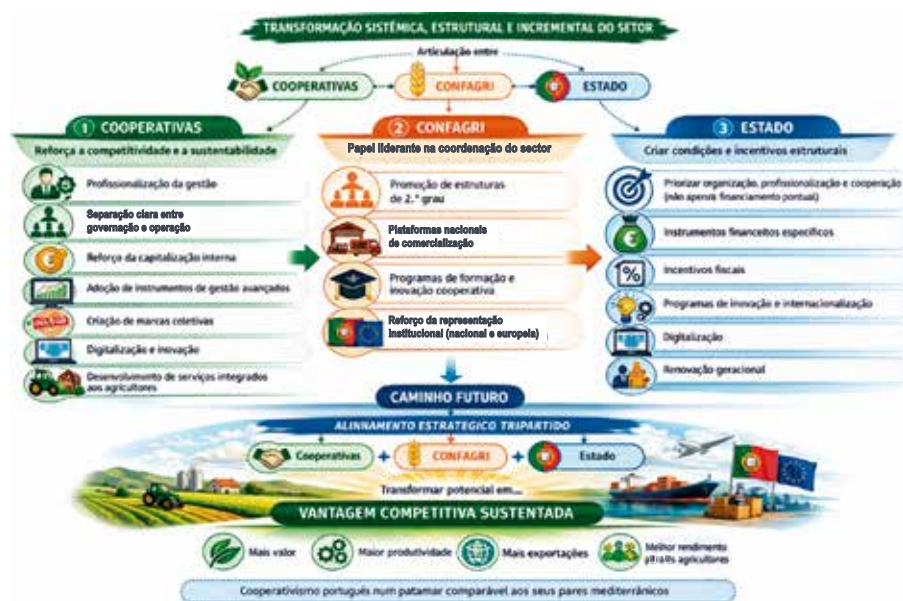 TRANSFORMAÇÃO SISTÊMICA, ESTRUTURAL E INCREMENTAL DO SETOR
Articulação entre
COOPERATIVAS
CONFAGRI
ESTADO
1 COOPERATIVAS
Reforça a competitividade e a sustentabilidade
Profissionalização da gestão
Separação clara entre
governação e operação
Reforço da capitalização interna
Adoção de instrumentos de gestão avançados
Criação de marcas coletivas
Digitalização e inovação
Desenvolvimento de serviços integrados
aos agricultores
2 CONFAGRI
Papel liderante na coordenação do sector
Promoção de estruturas
de 2.º grau
Plataformas nacionais
de comercialização
Programas de formação e
inovação cooperativa
Reforço da representação
institucional (nacional e europeia)
3 ESTADO
Criar condições e incentivos estruturais
Priorizar organização, profissionalização e cooperação
(não apenas financiamento pontual)
Instrumentos financeitos específicos
Incentivos fiscais
Programas de inovação e internacionalização
Digitalização
Renovação geracional
CAMINHO FUTURO
ALINNAMENTO ESTRATEGICO TRIPARTIDO
Cooperativas
+
CONFAGRI
+
Estado
Transformar potencial em...
VANTAGEM COMPETITIVA SUSTENTADA
Mais valor
Maior produtividade
Mais exportações
Melhor rendimento
agricultores
Cooperativismo português num patamar comparável aos seus pares mediterrânicos